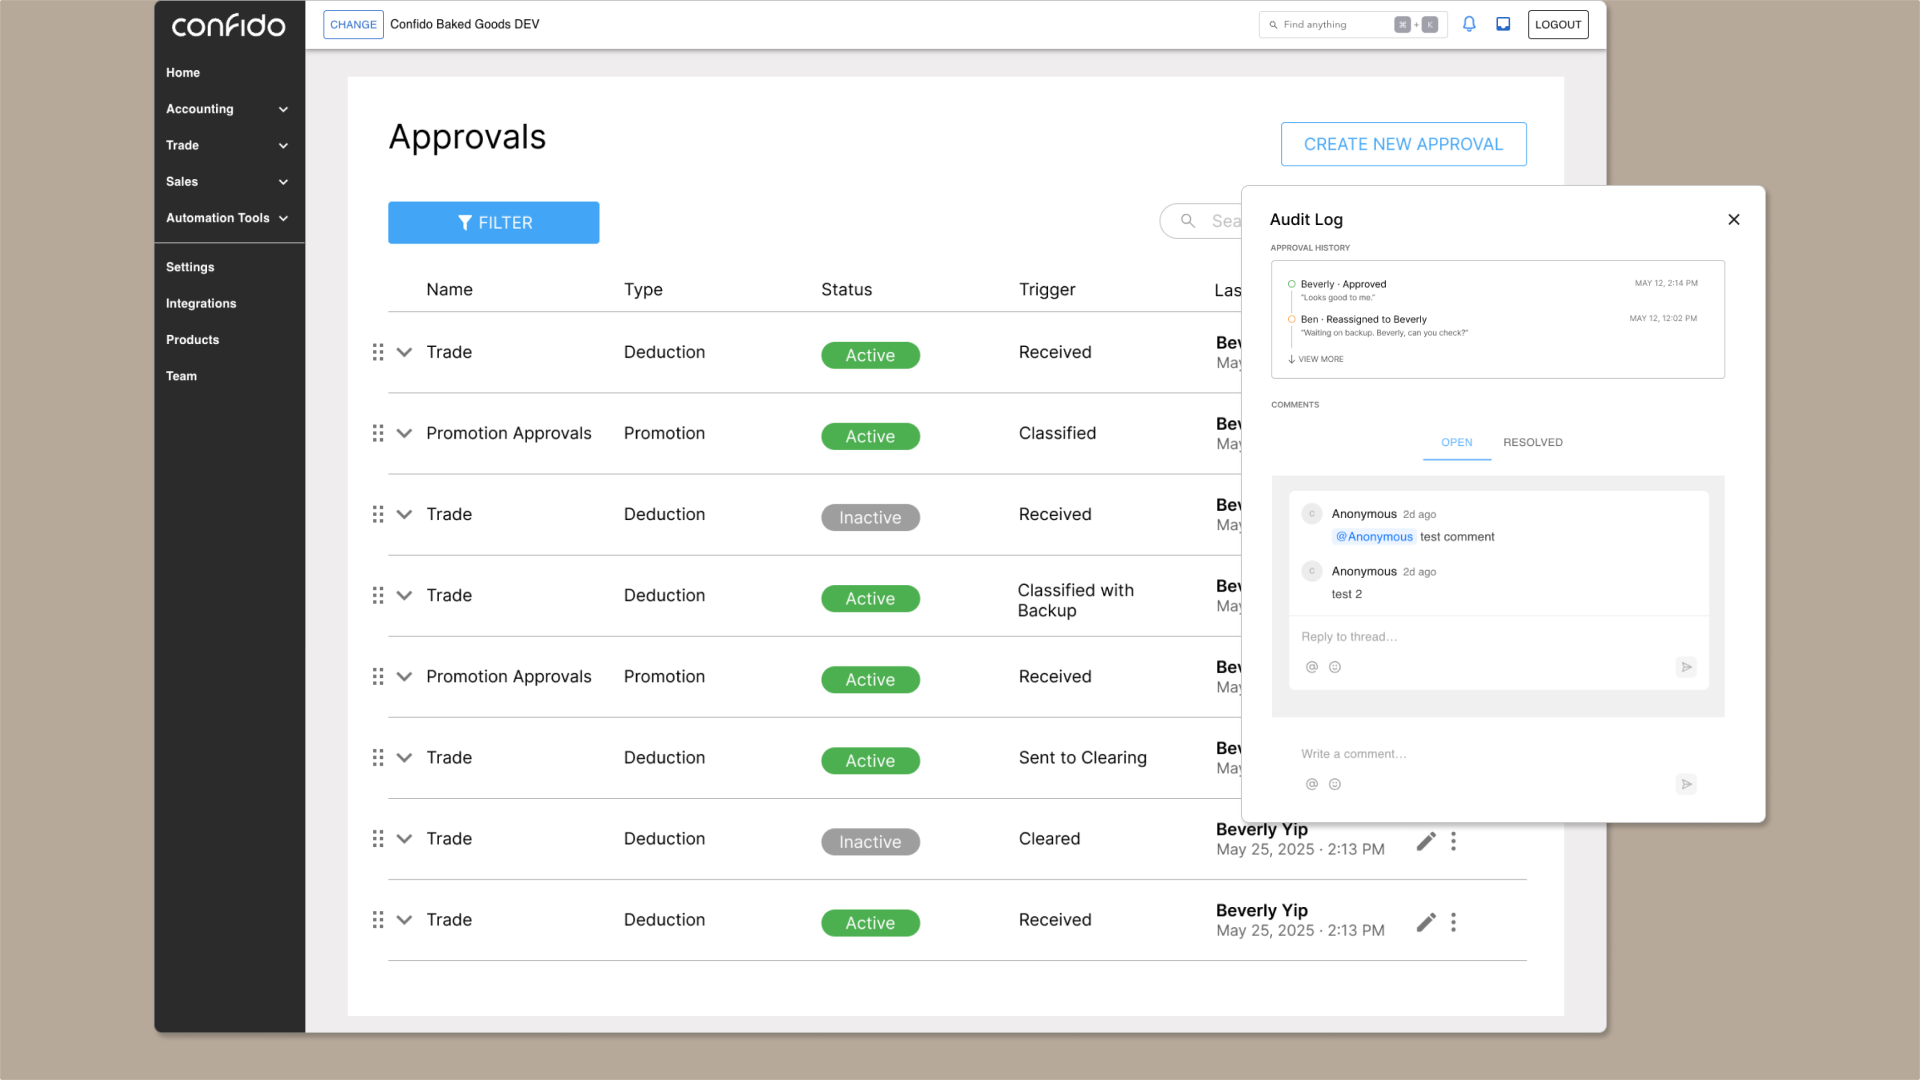 confido
Home
Accounting
Trade
Sales
Automation Tools
Settings
Integrations
Products
Team
CHANGE Confido Baked Goods DEV
Find anything ⌘ + K
LOGOUT
Approvals
CREATE NEW APPROVAL
FILTER
Sea
Name Type Status Trigger Las
Trade Deduction Active Received Bev
May
Promotion Approvals Promotion Active Classified Bev
May
Trade Deduction Inactive Received Bev
May
Trade Deduction Active Classified with Backup Bev
May
Promotion Approvals Promotion Active Received Bev
May
Trade Deduction Active Sent to Clearing Bev
May
Trade Deduction Inactive Cleared Beverly Yip
May 25, 2025 · 2:13 PM
Trade Deduction Active Received Beverly Yip
May 25, 2025 · 2:13 PM
Audit Log
APPROVAL HISTORY
Beverly · Approved MAY 12, 2:14 PM
"Looks good to me."
Ben · Reassigned to Beverly MAY 12, 12:02 PM
"Waiting on backup. Beverly, can you check?"
VIEW MORE
COMMENTS
OPEN RESOLVED
C Anonymous 2d ago
@Anonymous test comment
C Anonymous 2d ago
test 2
Reply to thread...
@
Write a comment...
@